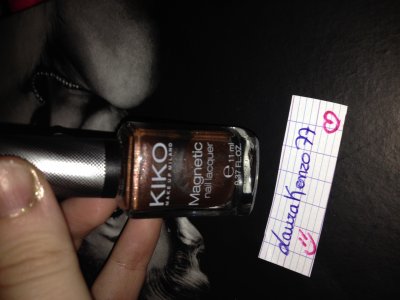 KIKO
MAKE UP MILANO
Magnetic
nail lacquer
℮ 11 ml
0.37 FL.OZ.
LauraKenzo77